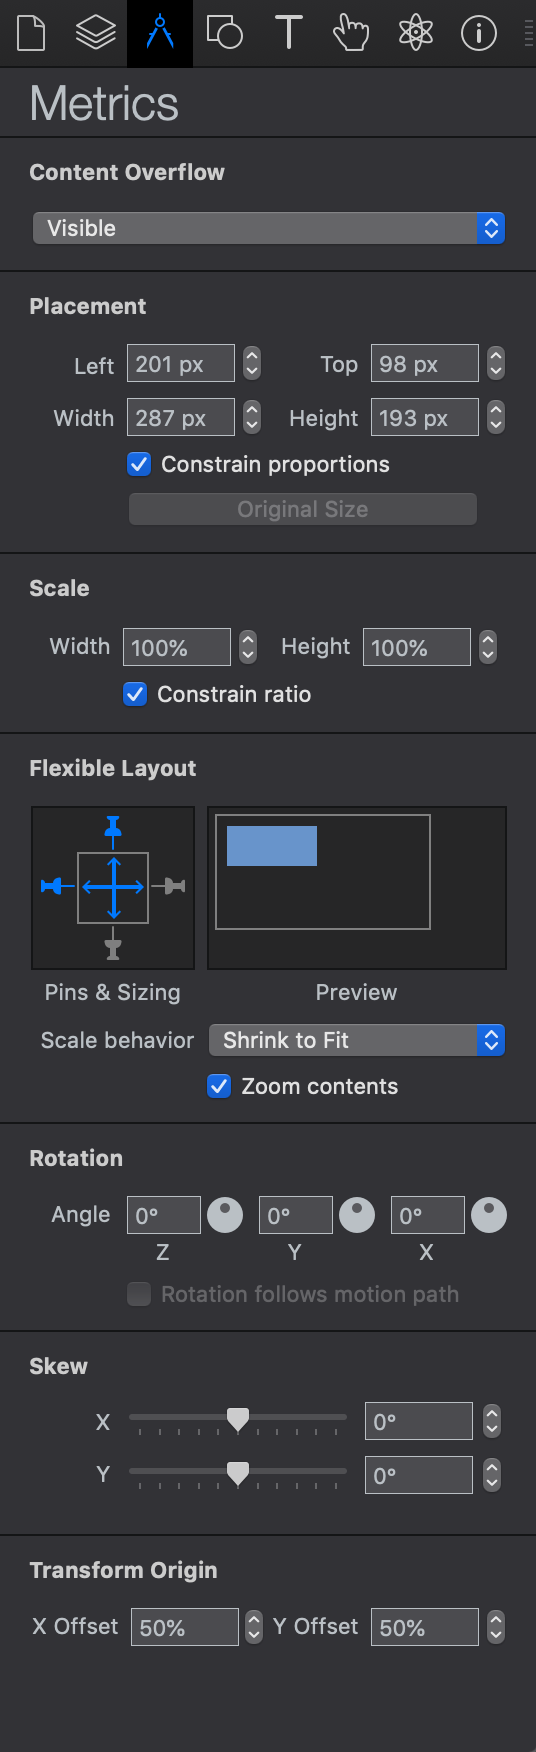 Metrics
Content Overflow
Visible
Placement
Left 201 px Top 98 px
Width 287 px Height 193 px
Constrain proportions
Original Size
Scale
Width 100% Height 100%
Constrain ratio
Flexible Layout
Pins & Sizing Preview
Scale behavior Shrink to Fit
Zoom contents
Rotation
Angle 0° 0° 0°
Z Y X
Rotation follows motion path
Skew
X 0°
Y 0°
Transform Origin
X Offset 50% Y Offset 50%